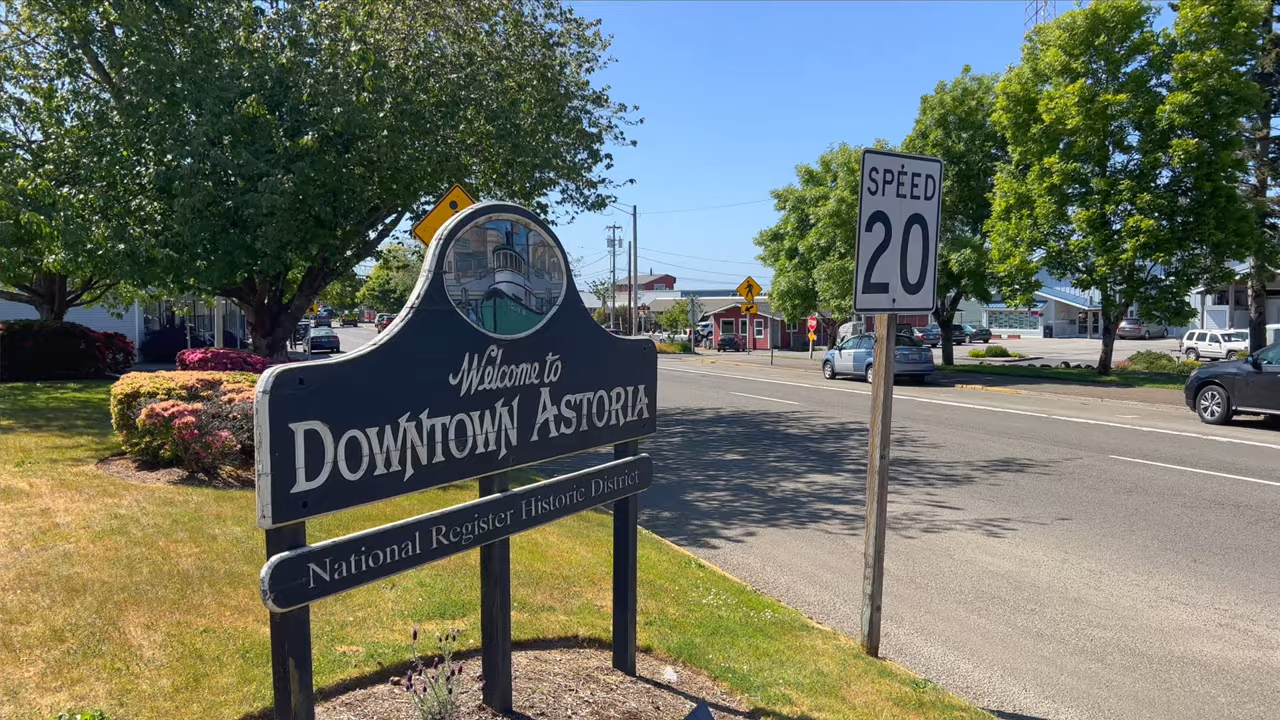 Welcome to
DOWNTOWN ASTORIA
National Register Historic District
SPEED
20